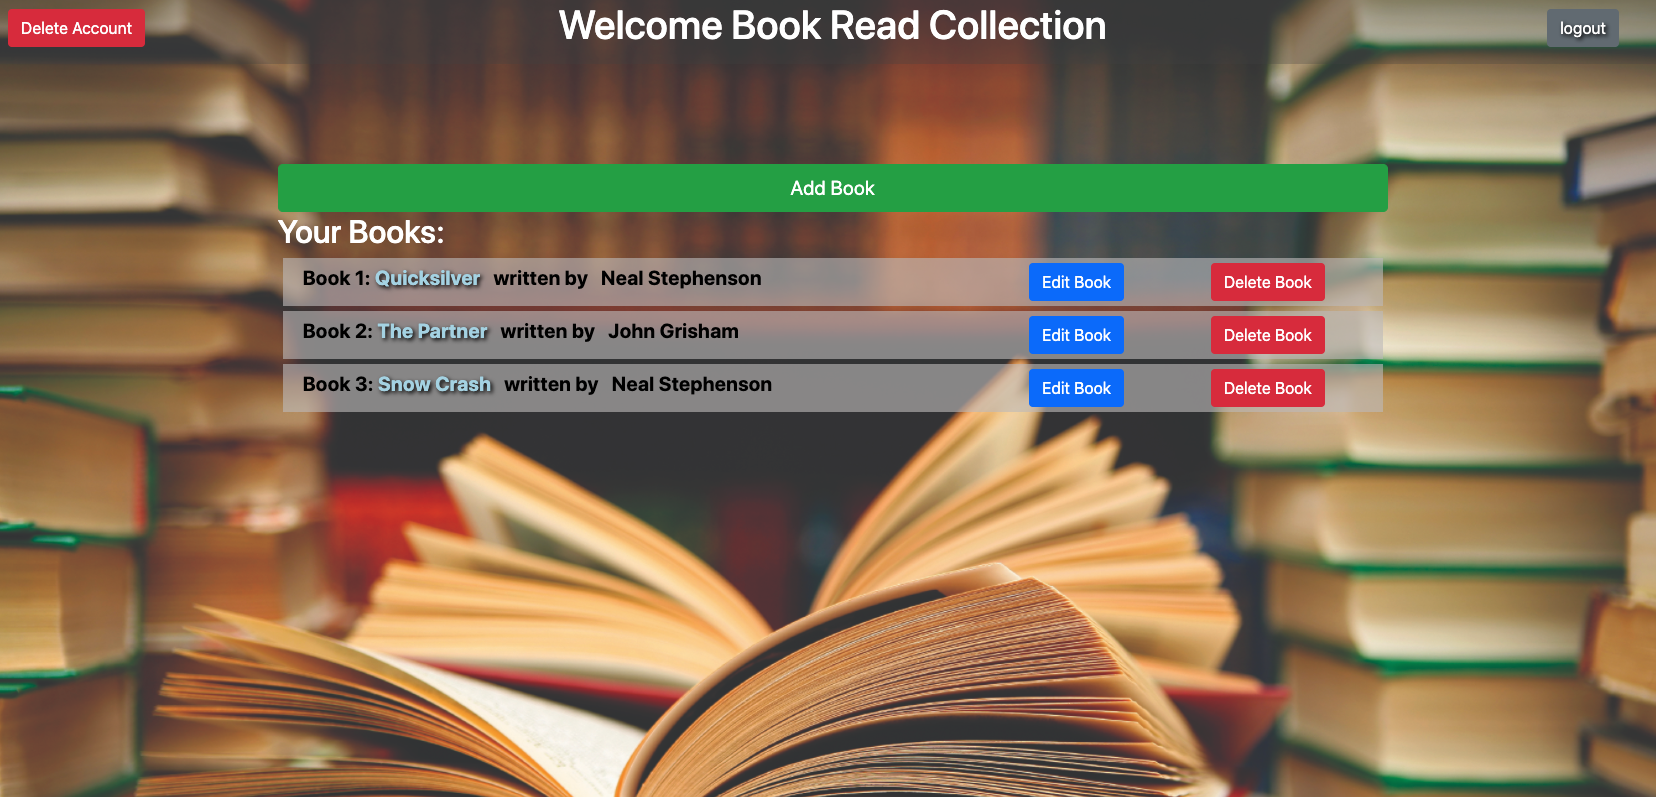 Delete Account
Welcome Book Read Collection
logout
Add Book
Your Books:
Book 1: Quicksilver written by Neal Stephenson Edit Book Delete Book
Book 2: The Partner written by John Grisham Edit Book Delete Book
Book 3: Snow Crash written by Neal Stephenson Edit Book Delete Book